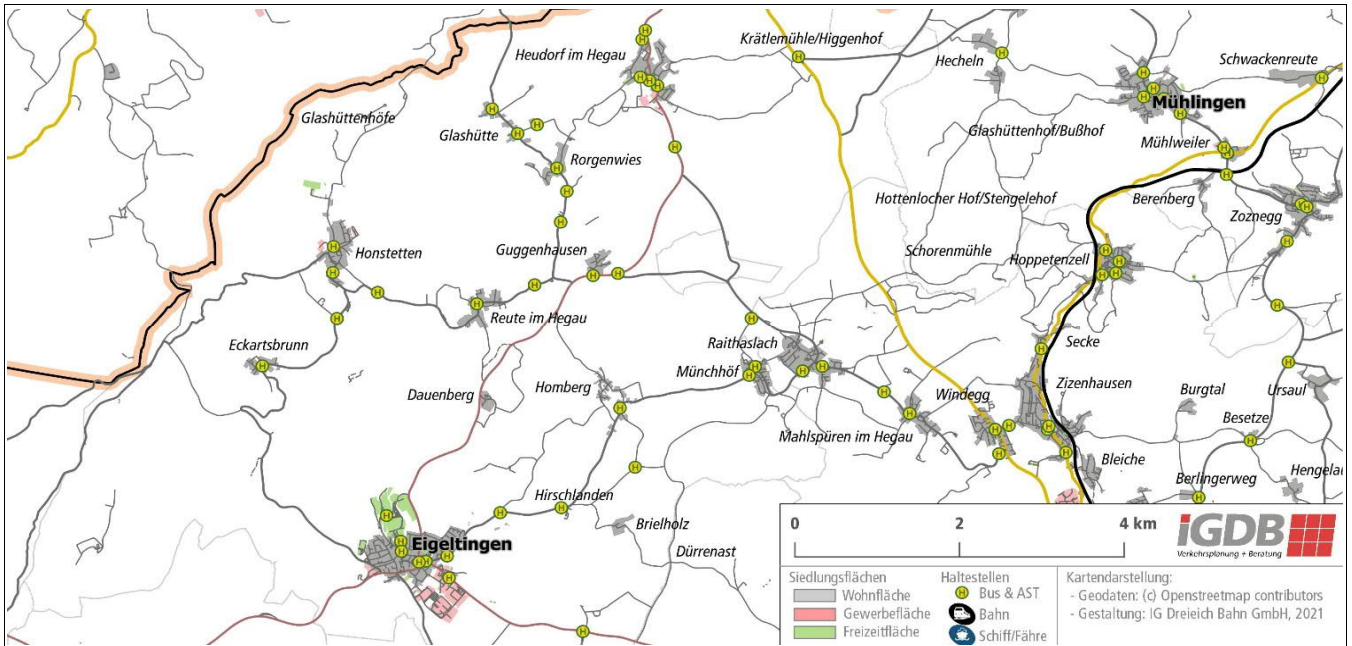 Krätlemühle/Higgenhof
Heudorf im Hegau
Hecheln
Schwackenreute
Mühlingen
Glashüttenhöfe
Glashütte
Glashüttenhof/Bußhof
Mühlweiler
Rorgenwies
Hottenlocher Hof/Stengelehof
Berenberg
Zoznegg
Honstetten
Guggenhausen
Schorenmühle
Hoppetenzell
Reute im Hegau
Eckartsbrunn
Raithaslach
Secke
Münchhöf
Dauenberg
Homberg
Windegg
Zizenhausen
Burgtal
Ursaul
Besetze
Mahlspüren im Hegau
Bleiche
Berlingerweg
Hengelau
Hirschlanden
Brielholz
Eigeltingen
Dürrenast
0 2 4 km
iGDB
Verkehrsplanung + Beratung
Siedlungsflächen
Wohnfläche
Gewerbefläche
Freizeitfläche
Haltestellen
H Bus & AST
Bahn
Schiff/Fähre
Kartendarstellung:
- Geodaten: (c) Openstreetmap contributors
- Gestaltung: IG Dreieich Bahn GmbH, 2021